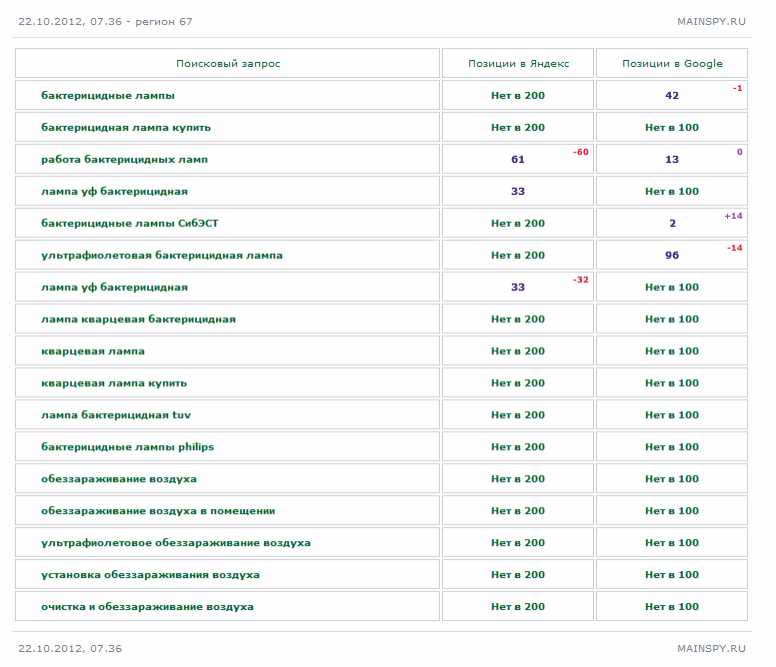 22.10.2012, 07.36 - регион 67 MAINSPY.RU
Поисковый запрос Позиции в Яндекс Позиции в Google
бактерицидные лампы Нет в 200 42 -1
бактерицидная лампа купить Нет в 200 Нет в 100
работа бактерицидных ламп 61 -60 13 0
лампа уф бактерицидная 33 Нет в 100
бактерицидные лампы СибЭСТ Нет в 200 2 +14
ультрафиолетовая бактерицидная лампа Нет в 200 96 -14
лампа уф бактерицидная 33 -32 Нет в 100
лампа кварцевая бактерицидная Нет в 200 Нет в 100
кварцевая лампа Нет в 200 Нет в 100
кварцевая лампа купить Нет в 200 Нет в 100
лампа бактерицидная tuv Нет в 200 Нет в 100
бактерицидные лампы philips Нет в 200 Нет в 100
обеззараживание воздуха Нет в 200 Нет в 100
обеззараживание воздуха в помещении Нет в 200 Нет в 100
ультрафиолетовое обеззараживание воздуха Нет в 200 Нет в 100
установка обеззараживания воздуха Нет в 200 Нет в 100
очистка и обеззараживание воздуха Нет в 200 Нет в 100
22.10.2012, 07.36 MAINSPY.RU